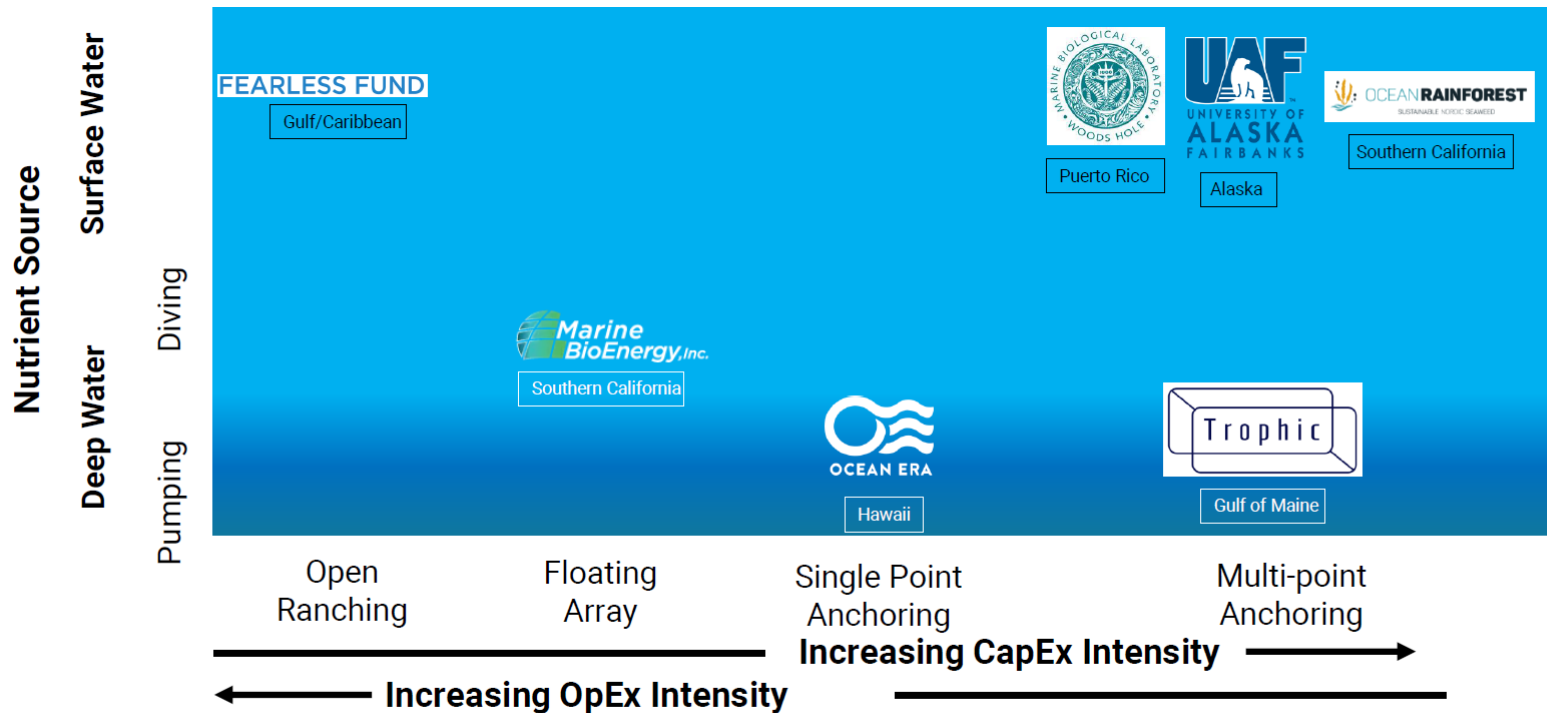 Nutrient Source
Surface Water
Deep Water
Diving
Pumping
FEARLESS FUND
Gulf/Caribbean
MARINE BIOLOGICAL LABORATORY
WOODS HOLE
1888
Puerto Rico
UAF
UNIVERSITY OF
ALASKA
FAIRBANKS
Alaska
OCEANRAINFOREST
SUSTAINABLE NORDIC SEAWEED
Southern California
Marine
BioEnergy,Inc.
Southern California
OCEAN ERA
Hawaii
Trophic
Gulf of Maine
Open
Ranching
Floating
Array
Single Point
Anchoring
Multi-point
Anchoring
Increasing CapEx Intensity
Increasing OpEx Intensity